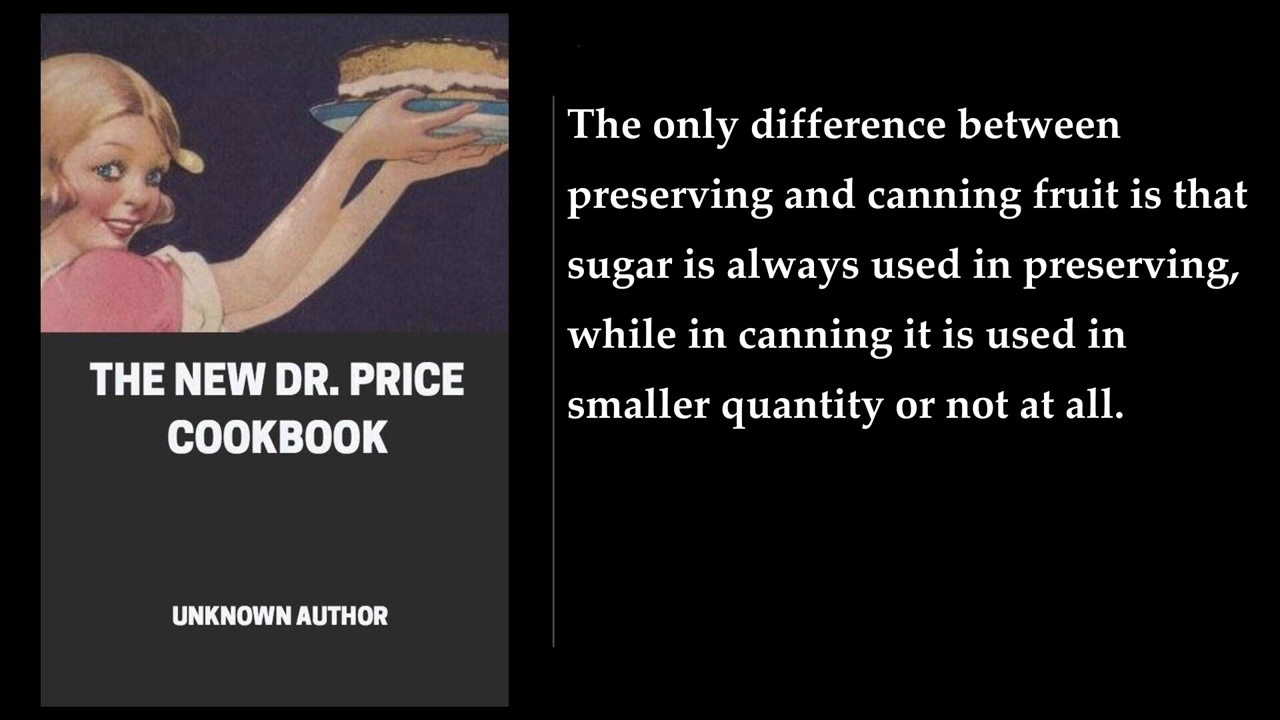 THE NEW DR. PRICE
COOKBOOK
UNKNOWN AUTHOR
The only difference between
preserving and canning fruit is that
sugar is always used in preserving,
while in canning it is used in
smaller quantity or not at all.